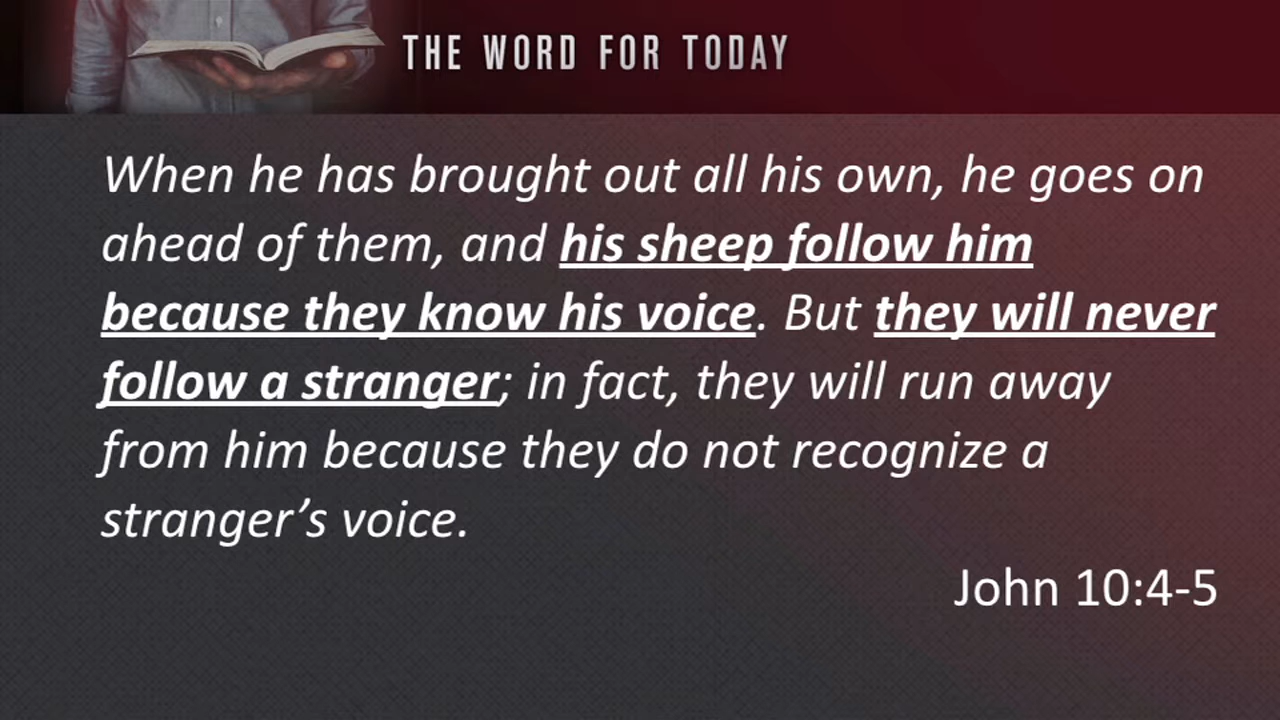 THE WORD FOR TODAY
When he has brought out all his own, he goes on
ahead of them, and his sheep follow him
because they know his voice. But they will never
follow a stranger; in fact, they will run away
from him because they do not recognize a
stranger’s voice.
John 10:4-5